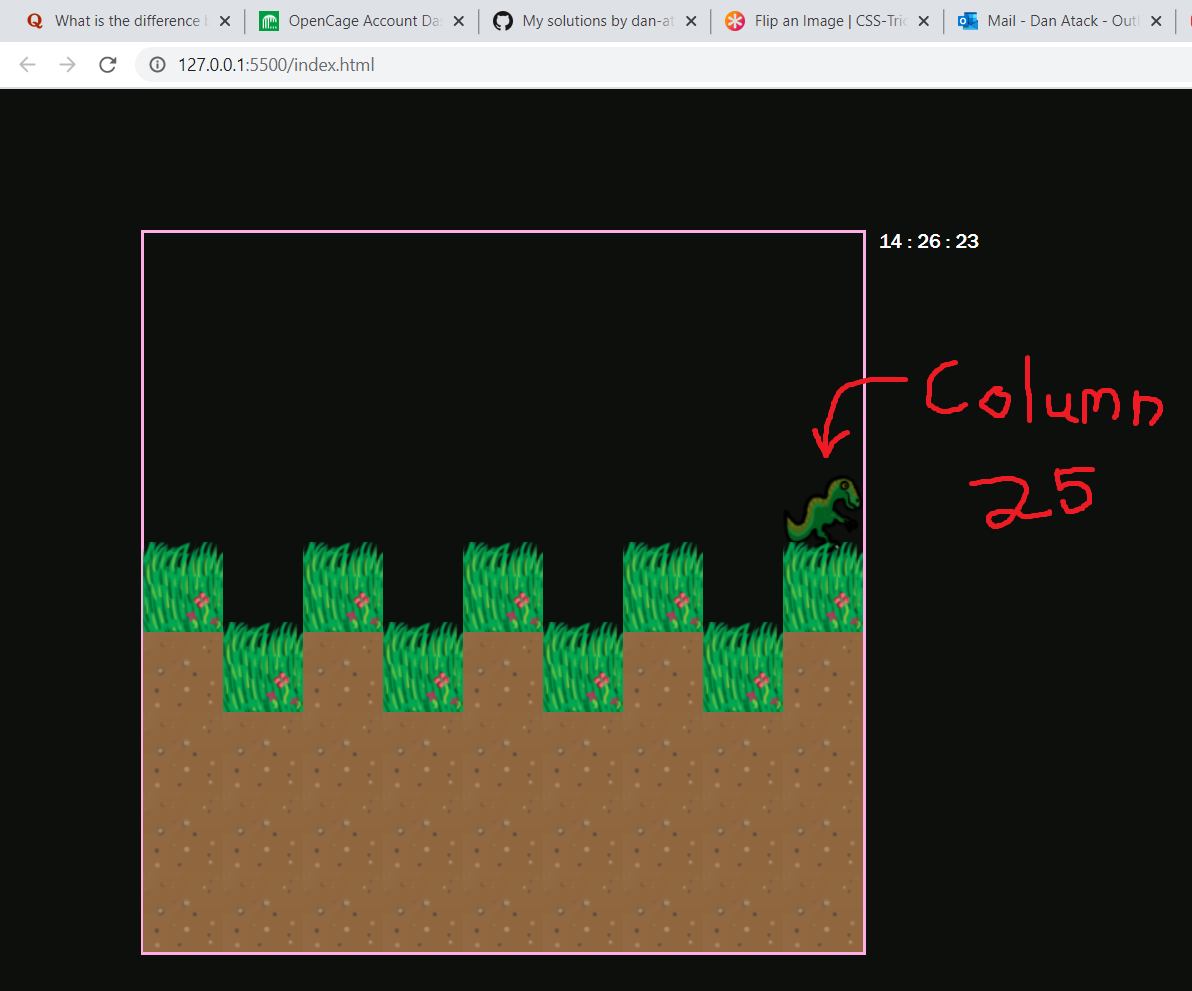 What is the difference
OpenCage Account Da
My solutions by dan-at
Flip an Image | CSS-Tric
Mail - Dan Atack - Outl
127.0.0.1:5500/index.html
14 : 26 : 23
Column
25